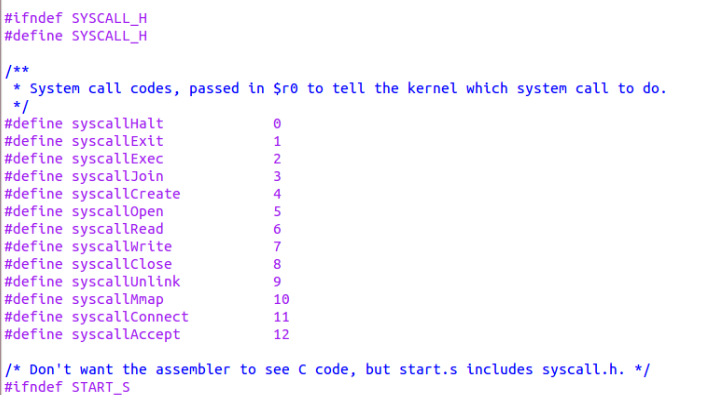 #ifndef SYSCALL_H
#define SYSCALL_H
/**
* System call codes, passed in $r0 to tell the kernel which system call to do.
*/
#define syscallHalt 0
#define syscallExit 1
#define syscallExec 2
#define syscallJoin 3
#define syscallCreate 4
#define syscallOpen 5
#define syscallRead 6
#define syscallWrite 7
#define syscallClose 8
#define syscallUnlink 9
#define syscallMmap 10
#define syscallConnect 11
#define syscallAccept 12
/* Don't want the assembler to see C code, but start.s includes syscall.h. */
#ifndef START_S